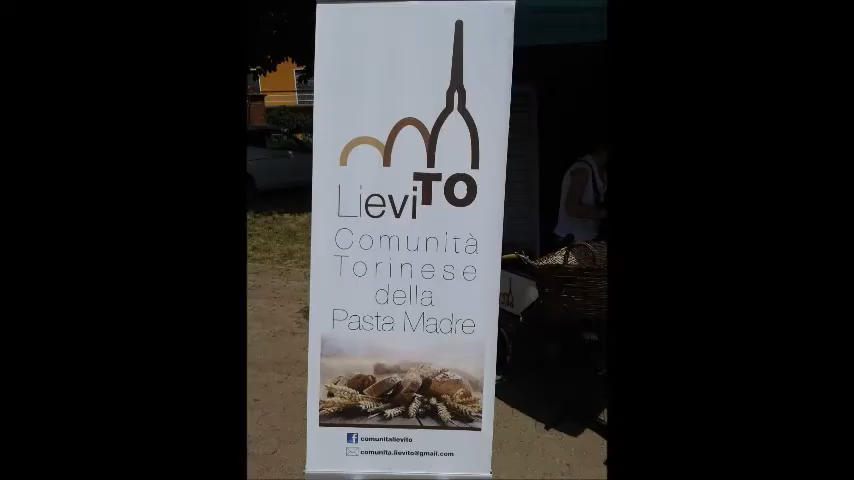 LieviTO
Comunità
Torinese
della
Pasta Madre
comunitalievito
comunita.lievito@gmail.com